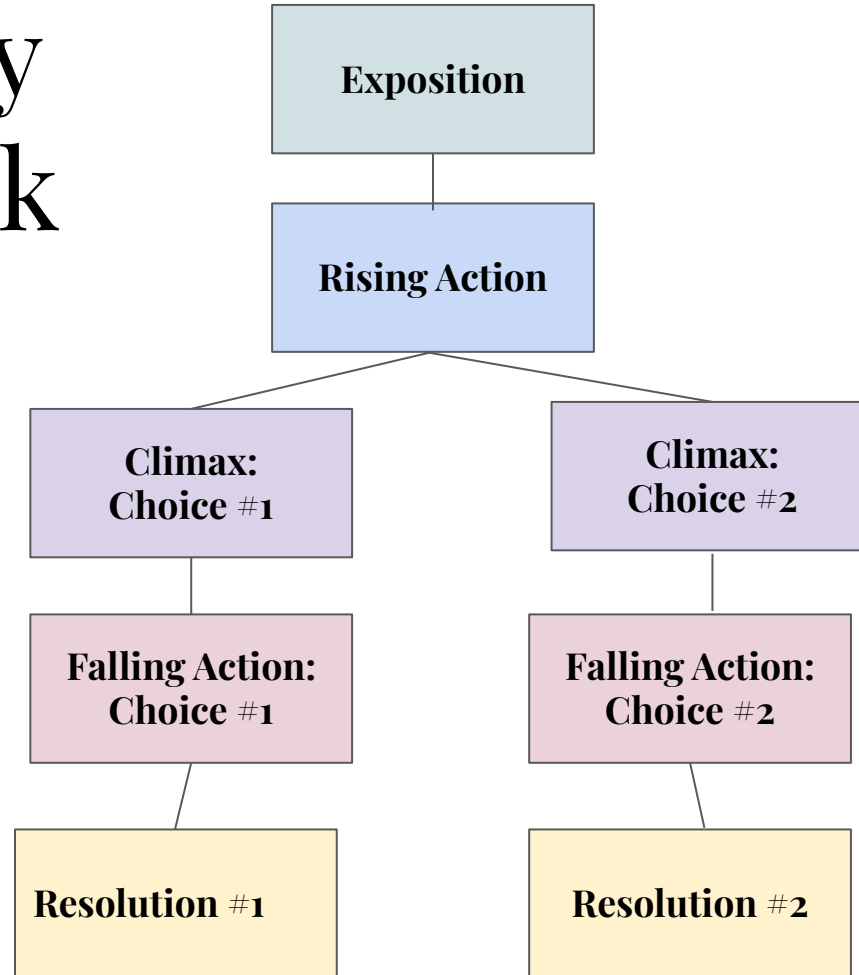 y
k
Exposition
Rising Action
Climax:
Choice #1
Climax:
Choice #2
Falling Action:
Choice #1
Falling Action:
Choice #2
Resolution #1
Resolution #2